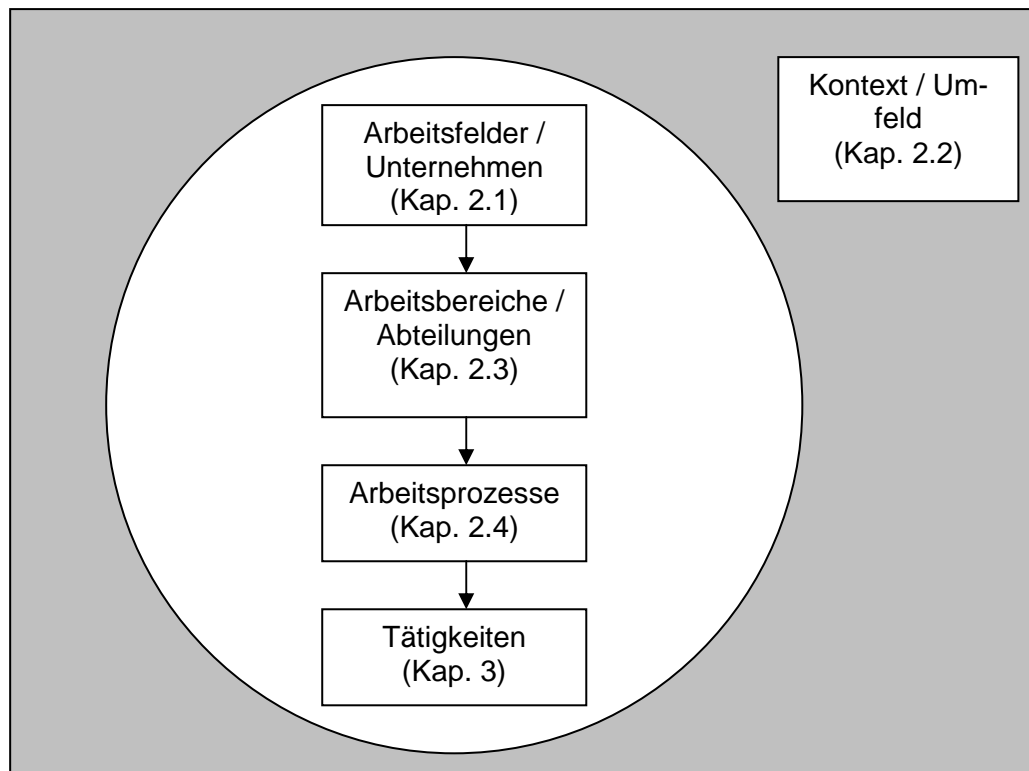 Arbeitsfelder /
Unternehmen
(Kap. 2.1)
Kontext / Um-
feld
(Kap. 2.2)
Arbeitsbereiche /
Abteilungen
(Kap. 2.3)
Arbeitsprozesse
(Kap. 2.4)
Tätigkeiten
(Kap. 3)